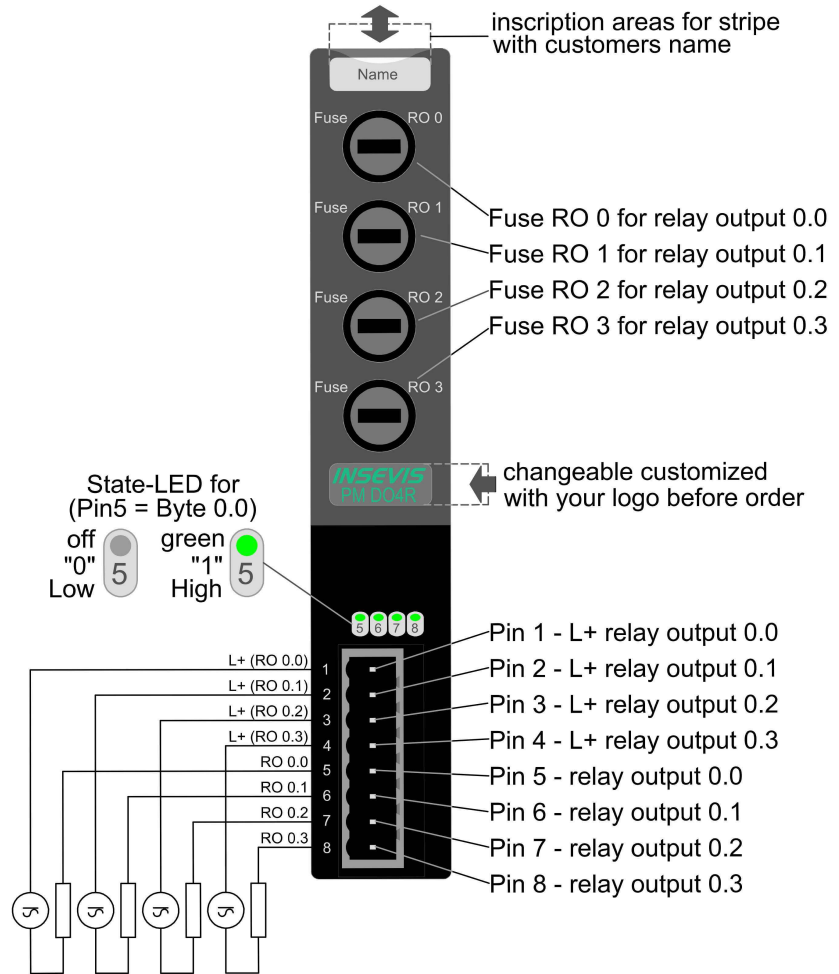 inscription areas for stripe
with customers name
Name
Fuse RO 0
Fuse RO 1
Fuse RO 2
Fuse RO 3
Fuse RO 0 for relay output 0.0
Fuse RO 1 for relay output 0.1
Fuse RO 2 for relay output 0.2
Fuse RO 3 for relay output 0.3
INSEVIS
PM DO4R
changeable customized
with your logo before order
State-LED for
(Pin5 = Byte 0.0)
off green
"0" 5 "1" 5
Low High
5 6 7 8
L+ (RO 0.0) 1
L+ (RO 0.1) 2
L+ (RO 0.2) 3
L+ (RO 0.3) 4
RO 0.0 5
RO 0.1 6
RO 0.2 7
RO 0.3 8
Pin 1 - L+ relay output 0.0
Pin 2 - L+ relay output 0.1
Pin 3 - L+ relay output 0.2
Pin 4 - L+ relay output 0.3
Pin 5 - relay output 0.0
Pin 6 - relay output 0.1
Pin 7 - relay output 0.2
Pin 8 - relay output 0.3